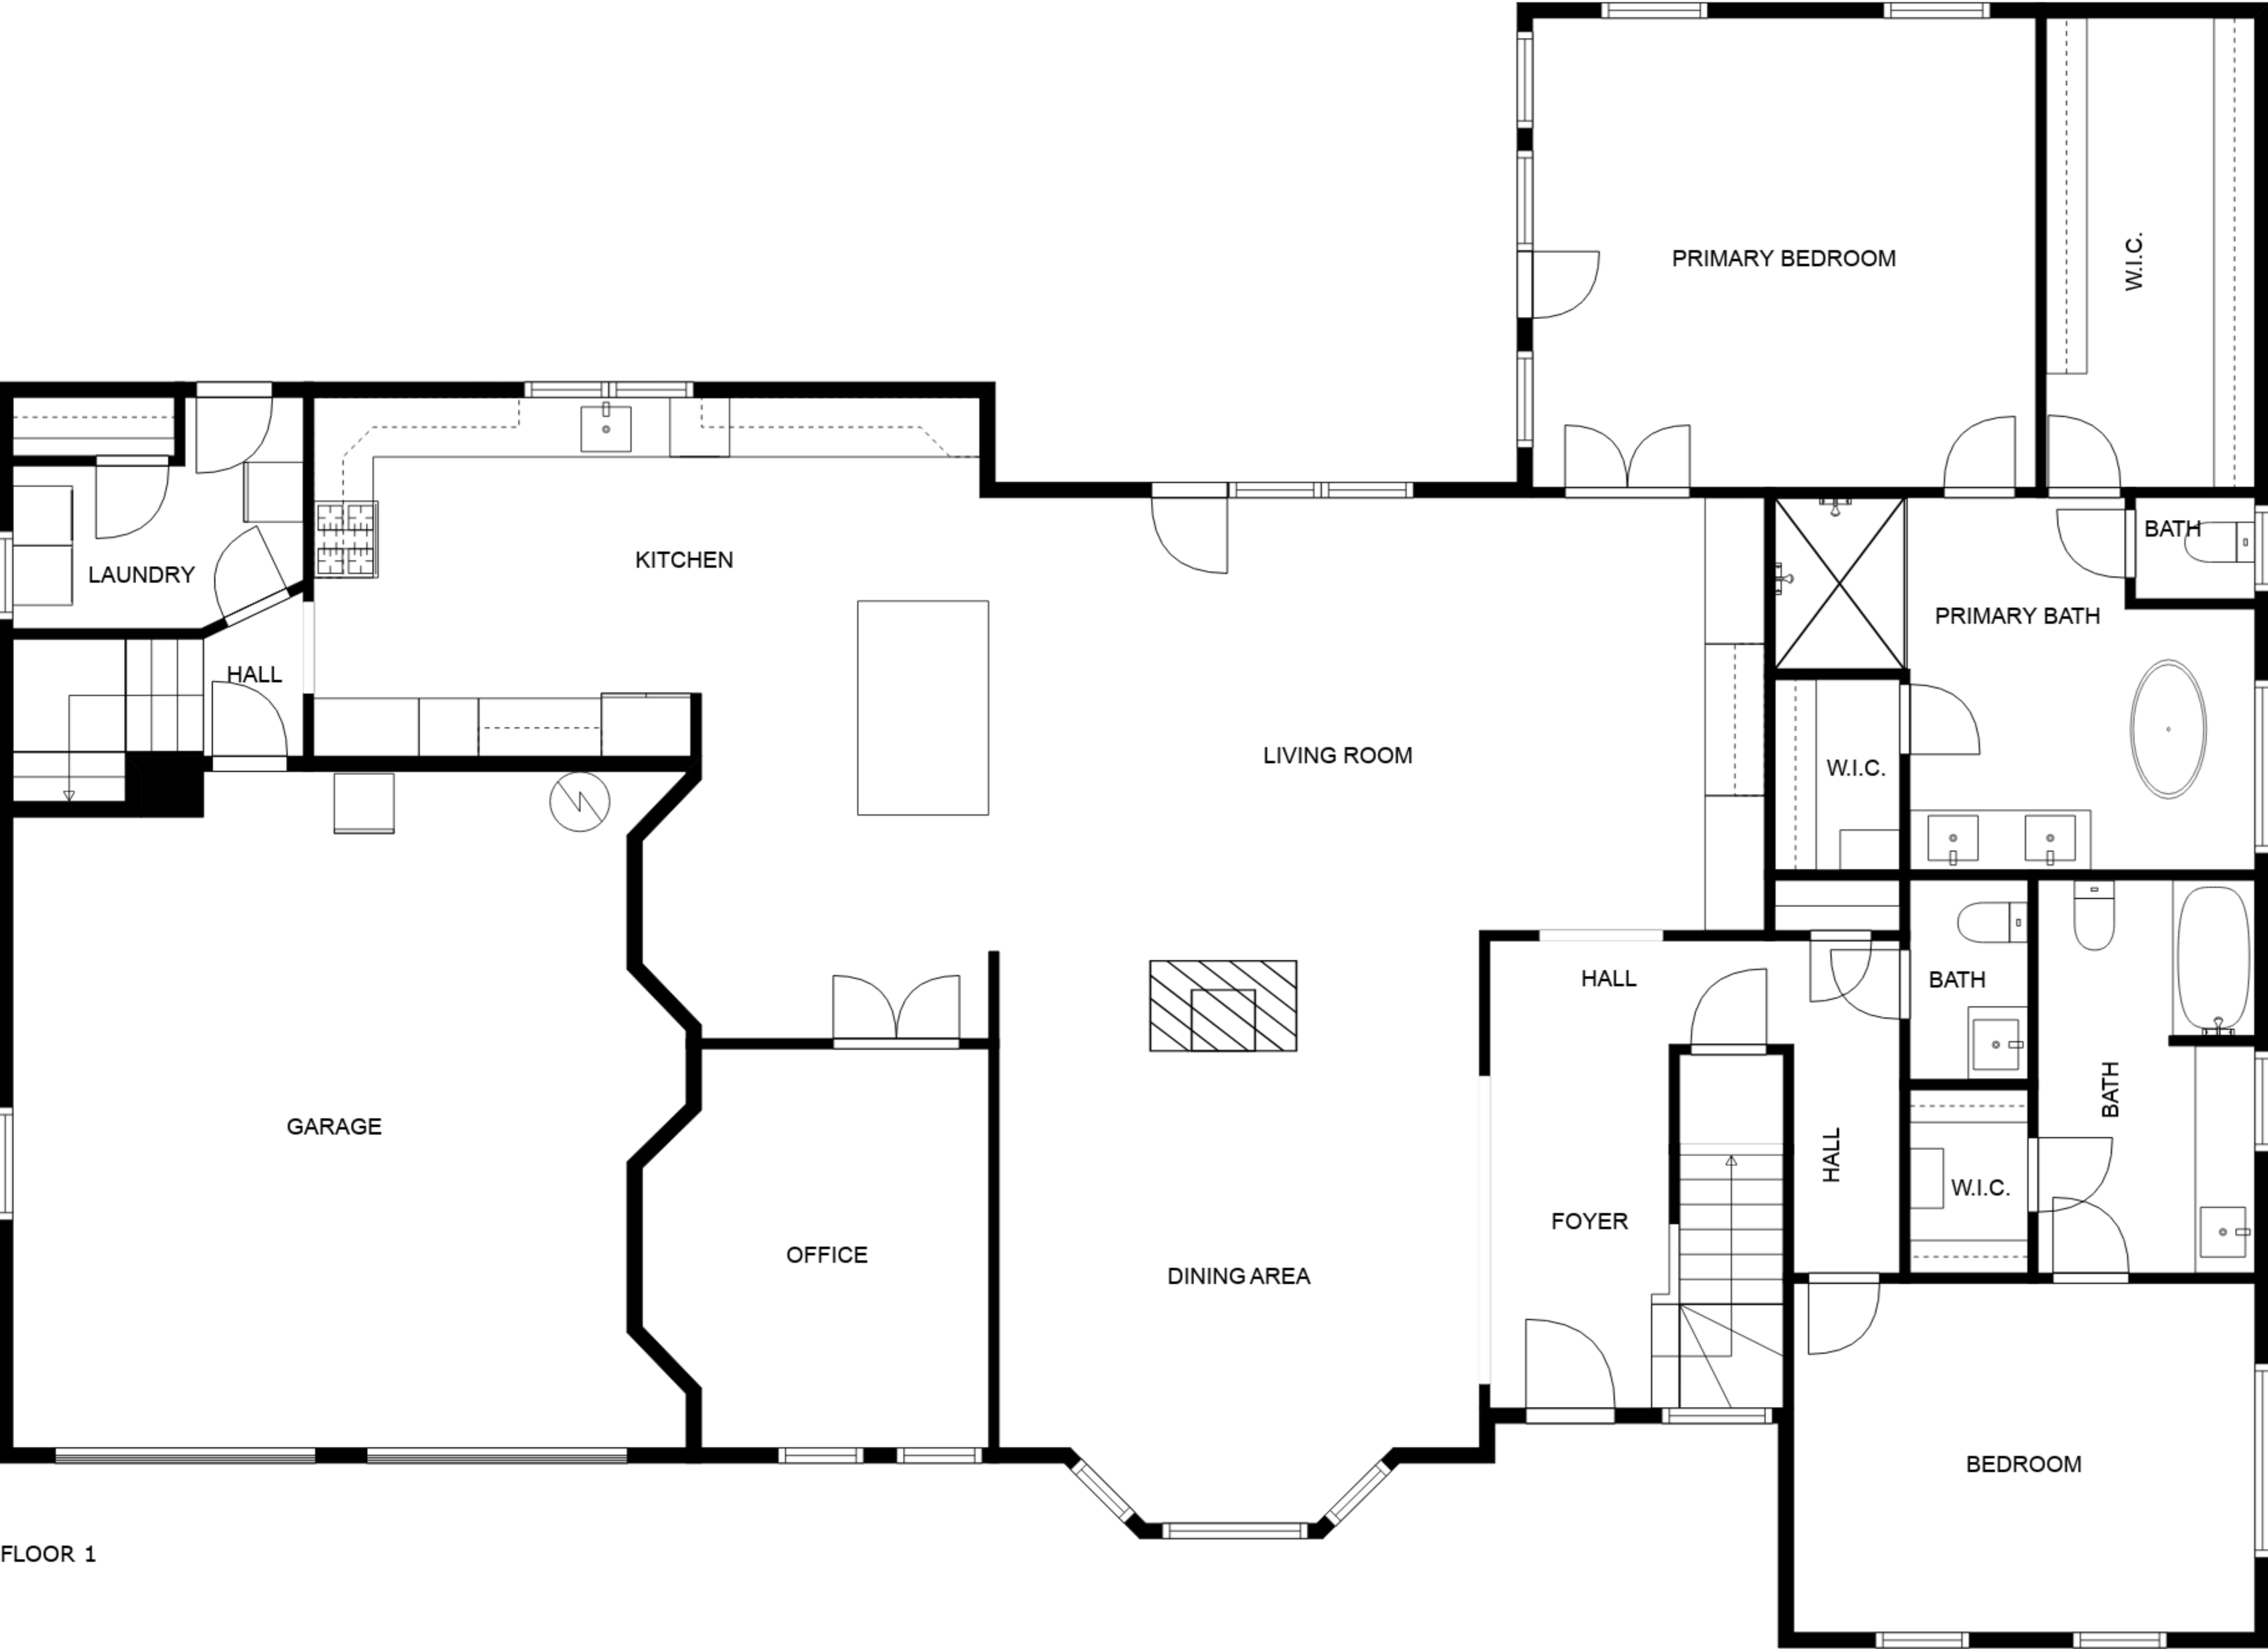 PRIMARY BEDROOM
W.I.C.
BATH
KITCHEN
LAUNDRY
PRIMARY BATH
HALL
LIVING ROOM
W.I.C.
HALL
BATH
BATH
GARAGE
HALL
W.I.C.
FOYER
OFFICE
DINING AREA
BEDROOM
FLOOR 1